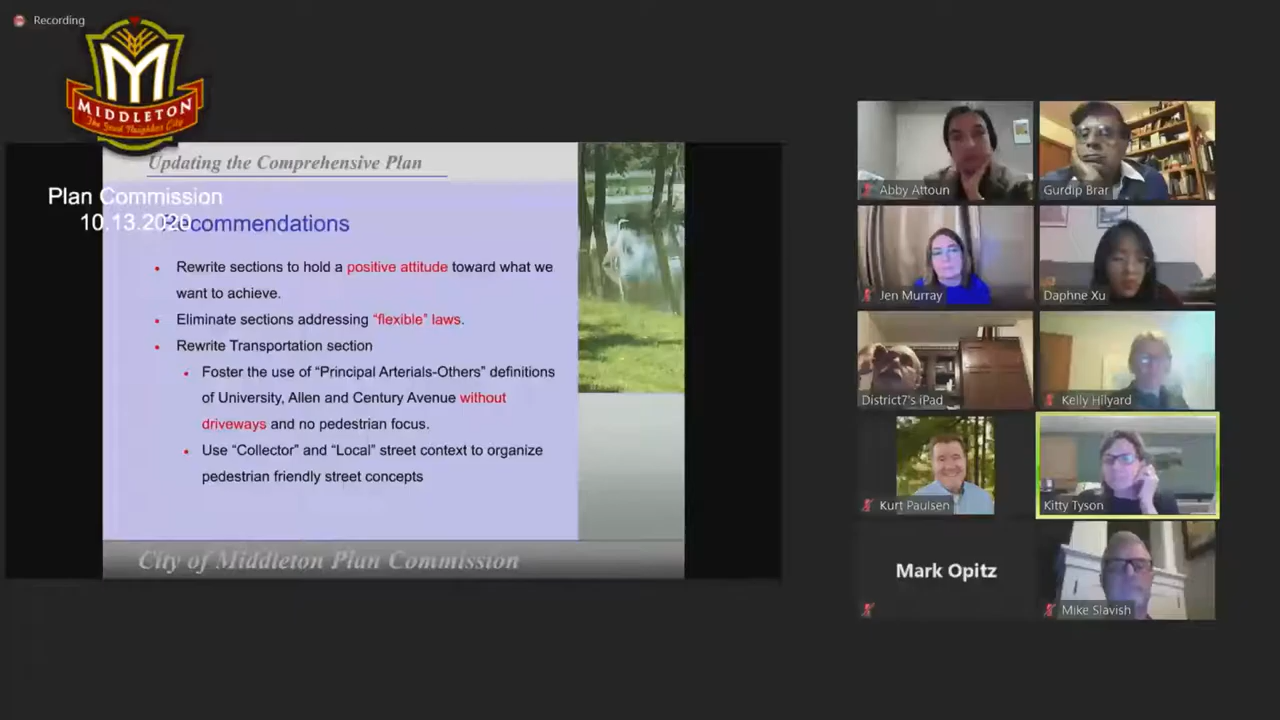 Recording
MIDDLETON
The Good Neighbor City
Updating the Comprehensive Plan
Plan Commission
10.13.2020
Recommendations
Rewrite sections to hold a positive attitude toward what we
want to achieve.
Eliminate sections addressing “flexible” laws.
Rewrite Transportation section
Foster the use of “Principal Arterials-Others” definitions
of University, Allen and Century Avenue without
driveways and no pedestrian focus.
Use “Collector” and “Local” street context to organize
pedestrian friendly street concepts
City of Middleton Plan Commission
Abby Attoun
Gurdip Brar
Jen Murray
Daphne Xu
District7's iPad
Kelly Hilyard
Kurt Paulsen
Kitty Tyson
Mark Opitz
Mike Slavish